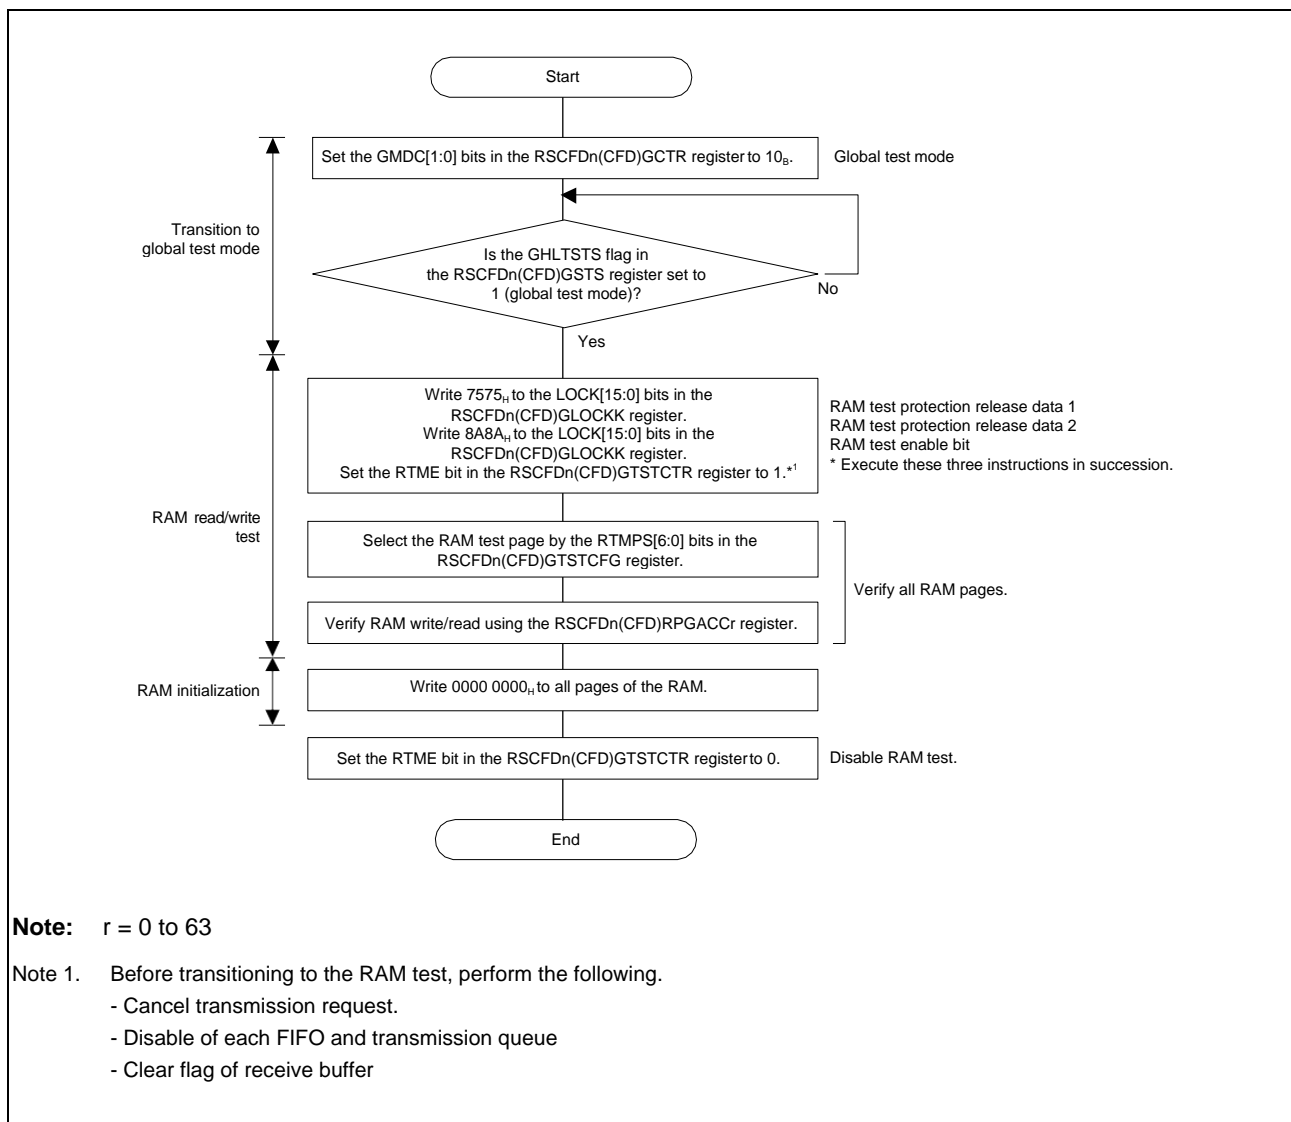 Start
Set the GMDC[1:0] bits in the RSCFDn(CFD)GCTR register to 10B.
Global test mode
Transition to
global test mode
Is the GHLTSTS flag in
the RSCFDn(CFD)GSTS register set to
1 (global test mode)?
No
Yes
Write 7575H to the LOCK[15:0] bits in the
RSCFDn(CFD)GLOCKK register.
Write 8A8AH to the LOCK[15:0] bits in the
RSCFDn(CFD)GLOCKK register.
Set the RTME bit in the RSCFDn(CFD)GTSTCTR register to 1.*1
RAM test protection release data 1
RAM test protection release data 2
RAM test enable bit
* Execute these three instructions in succession.
RAM read/write
test
Select the RAM test page by the RTMPS[6:0] bits in the
RSCFDn(CFD)GTSTCFG register.
Verify all RAM pages.
Verify RAM write/read using the RSCFDn(CFD)RPGACCr register.
RAM initialization
Write 0000 0000H to all pages of the RAM.
Set the RTME bit in the RSCFDn(CFD)GTSTCTR register to 0.
Disable RAM test.
End
Note: r = 0 to 63
Note 1. Before transitioning to the RAM test, perform the following.
- Cancel transmission request.
- Disable of each FIFO and transmission queue
- Clear flag of receive buffer